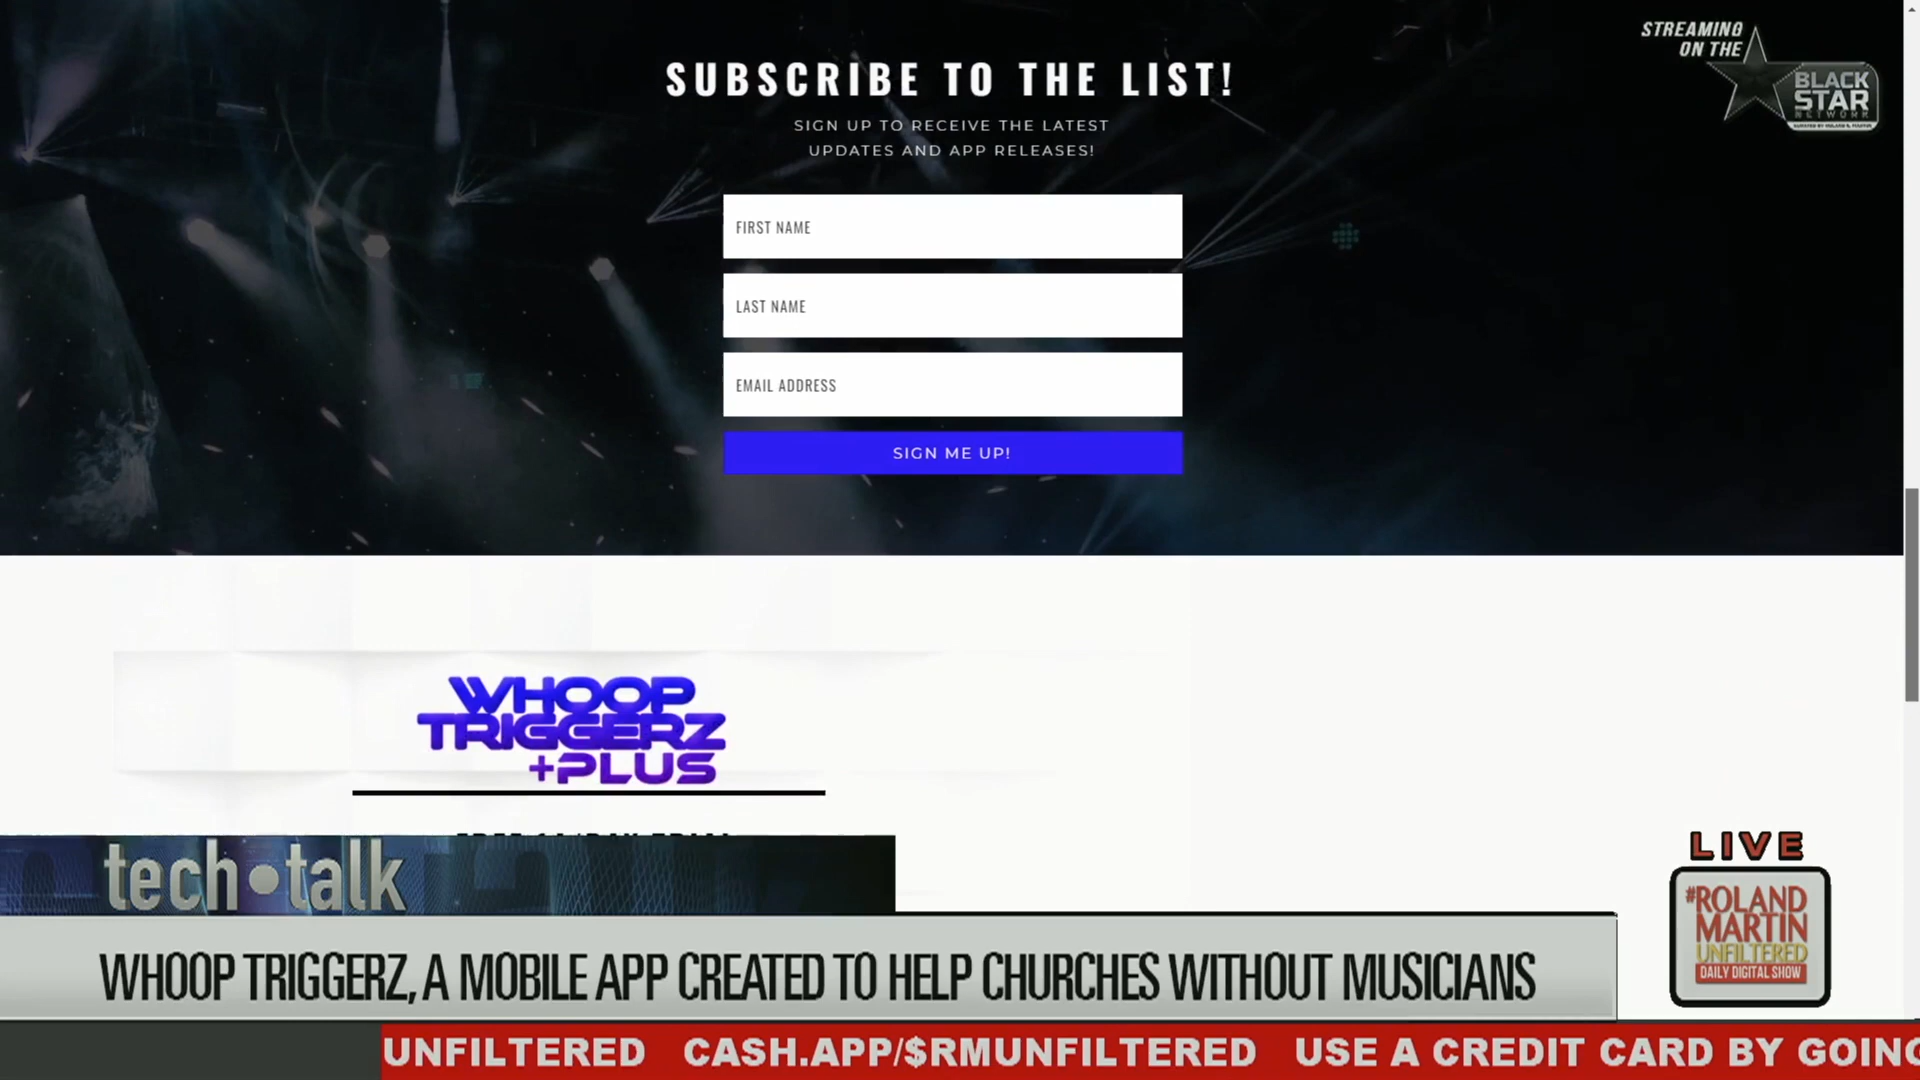 STREAMING
ON THE
BLACK
STAR
NETWORK
SUBSCRIBE TO THE LIST!
SIGN UP TO RECEIVE THE LATEST
UPDATES AND APP RELEASES!
FIRST NAME
LAST NAME
EMAIL ADDRESS
SIGN ME UP!
WHOOP
TRIGGERZ
+PLUS
tech•talk
WHOOP TRIGGERZ, A MOBILE APP CREATED TO HELP CHURCHES WITHOUT MUSICIANS
LIVE
#ROLAND
MARTIN
UNFILTERED
DAILY DIGITAL SHOW
UNFILTERED CASH.APP/$RMUNFILTERED USE A CREDIT CARD BY GOING